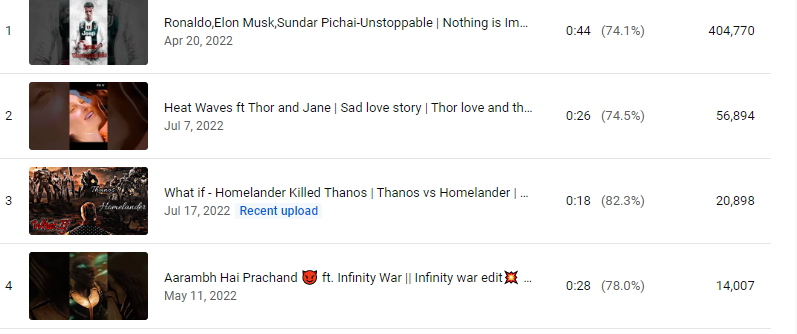 1
Ronaldo,Elon Musk,Sundar Pichai-Unstoppable | Nothing is Im...
Apr 20, 2022
0:44 (74.1%) 404,770
2
Heat Waves ft Thor and Jane | Sad love story | Thor love and th...
Jul 7, 2022
0:26 (74.5%) 56,894
3
Thanos
Homelander
What if - Homelander Killed Thanos | Thanos vs Homelander | ...
Jul 17, 2022 Recent upload
0:18 (82.3%) 20,898
4
Aarambh Hai Prachand 😈 ft. Infinity War || Infinity war edit💥 ...
May 11, 2022
0:28 (78.0%) 14,007